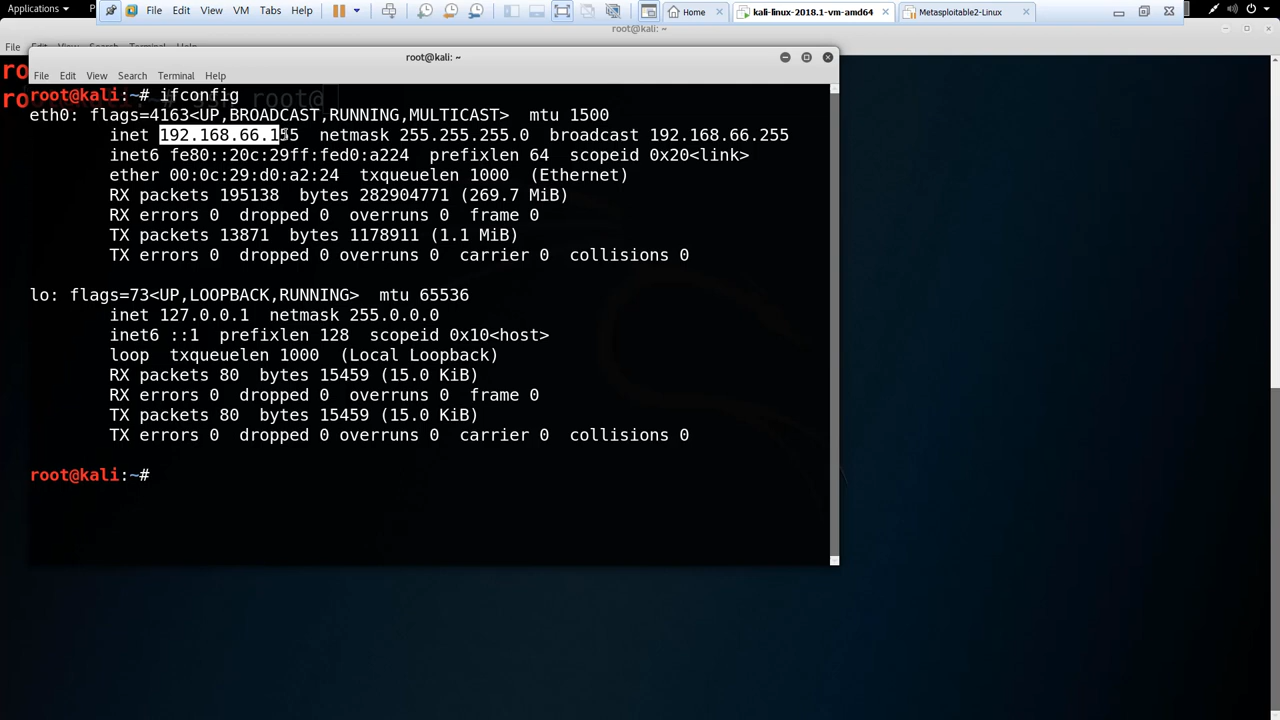 Applications ▾ P File Edit View VM Tabs Help Home kali-linux-2018.1-vm-amd64 Metasploitable2-Linux
root@kali: ~
File Edit View Search Terminal Help
root@kali: ~
File Edit View Search Terminal Help
root@kali:~# ifconfig
eth0: flags=4163<UP,BROADCAST,RUNNING,MULTICAST> mtu 1500
inet 192.168.66.155 netmask 255.255.255.0 broadcast 192.168.66.255
inet6 fe80::20c:29ff:fed0:a224 prefixlen 64 scopeid 0x20<link>
ether 00:0c:29:d0:a2:24 txqueuelen 1000 (Ethernet)
RX packets 195138 bytes 282904771 (269.7 MiB)
RX errors 0 dropped 0 overruns 0 frame 0
TX packets 13871 bytes 1178911 (1.1 MiB)
TX errors 0 dropped 0 overruns 0 carrier 0 collisions 0
lo: flags=73<UP,LOOPBACK,RUNNING> mtu 65536
inet 127.0.0.1 netmask 255.0.0.0
inet6 ::1 prefixlen 128 scopeid 0x10<host>
loop txqueuelen 1000 (Local Loopback)
RX packets 80 bytes 15459 (15.0 KiB)
RX errors 0 dropped 0 overruns 0 frame 0
TX packets 80 bytes 15459 (15.0 KiB)
TX errors 0 dropped 0 overruns 0 carrier 0 collisions 0
root@kali:~#